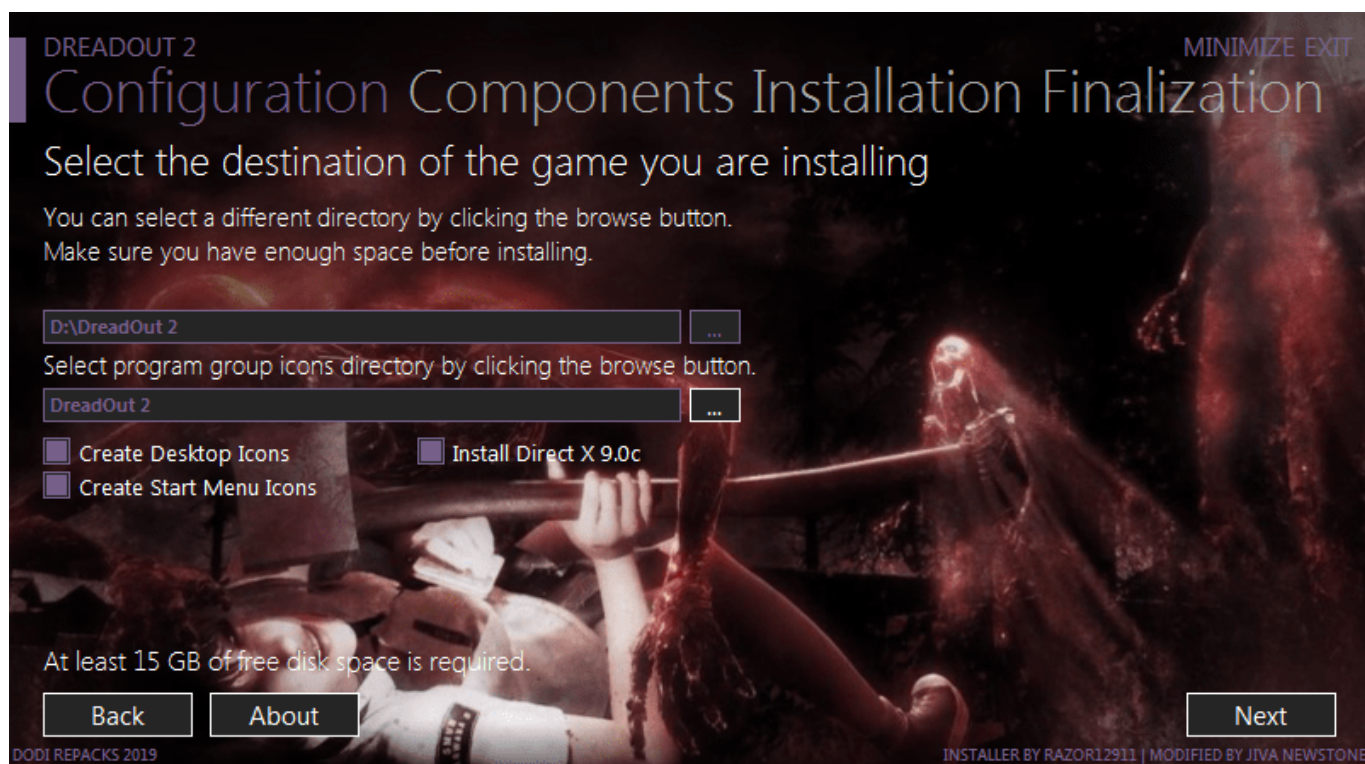 DREADOUT 2
MINIMIZE EXIT
Configuration Components Installation Finalization
Select the destination of the game you are installing
You can select a different directory by clicking the browse button.
Make sure you have enough space before installing.
D:\DreadOut 2
...
Select program group icons directory by clicking the browse button.
DreadOut 2
...
Create Desktop Icons
Install Direct X 9.0c
Create Start Menu Icons
At least 15 GB of free disk space is required.
Back
About
Next
DODI REPACKS 2019
INSTALLER BY RAZOR12911 | MODIFIED BY JIVA NEWSTONE